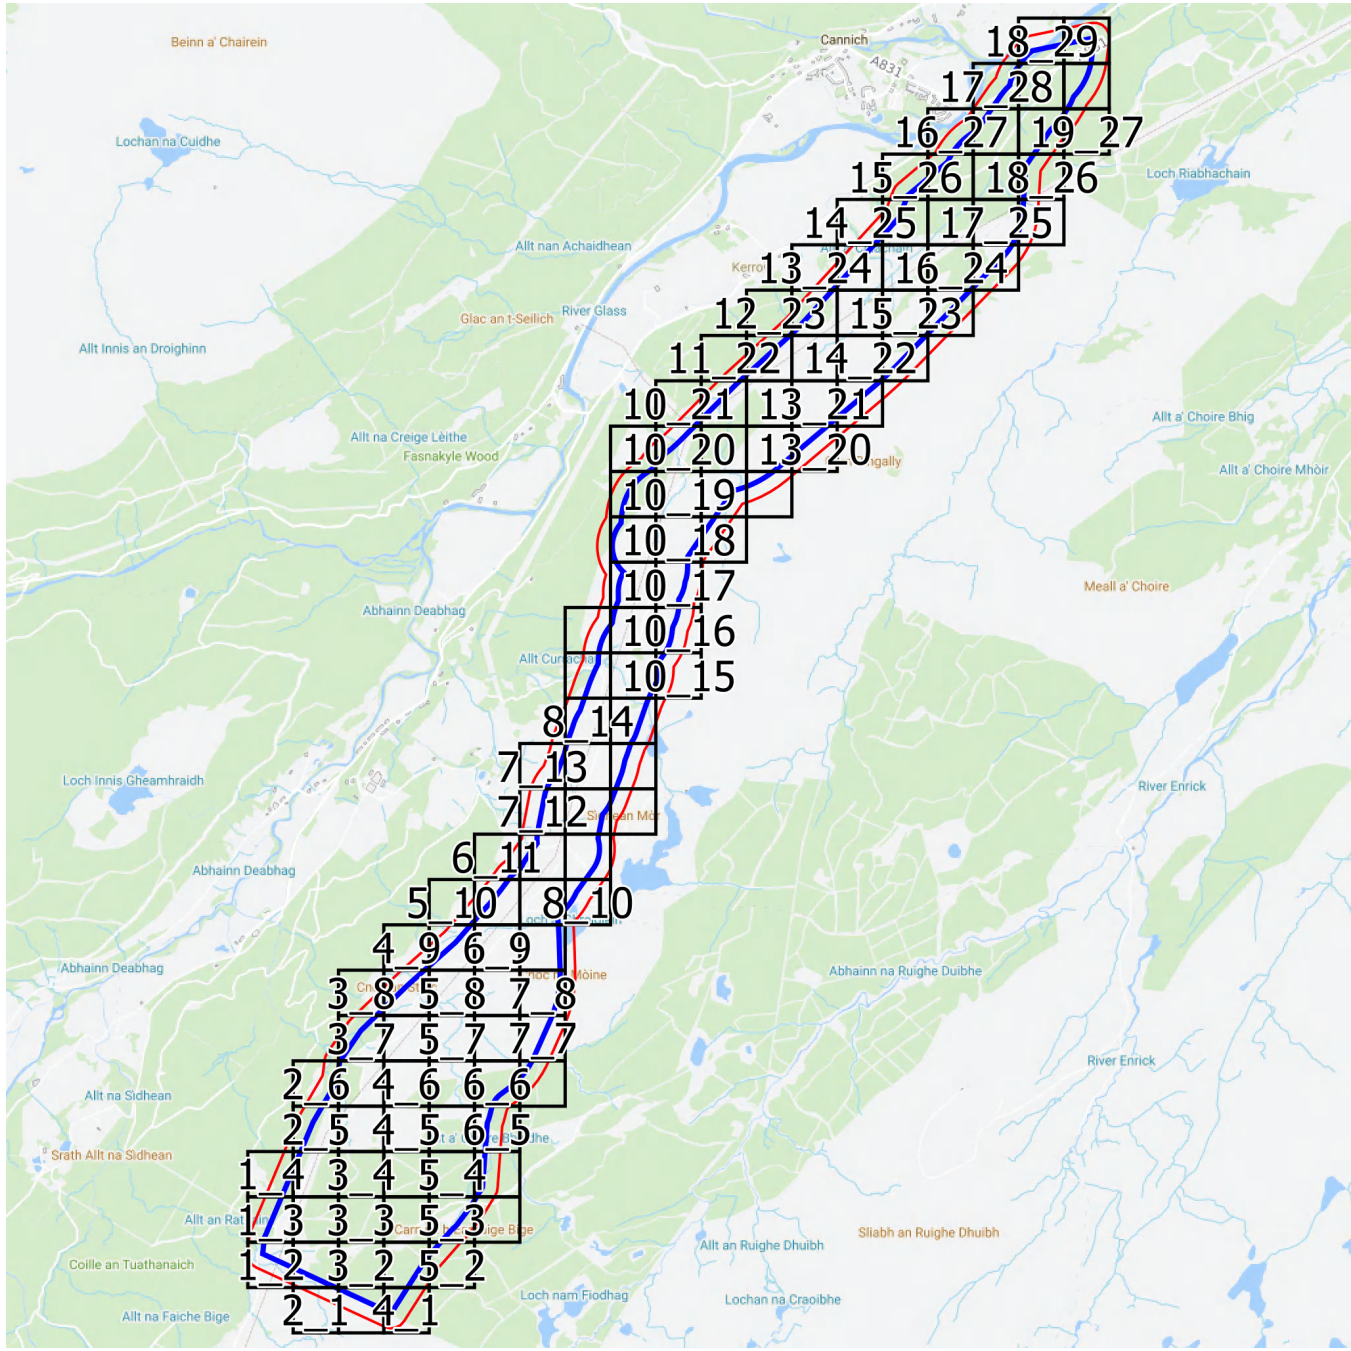 Beinn a' Chairein
Cannich
18_29
A831
17_28
Lochan na Cuidhe
16_27 19_27
Loch Riabhachain
15_26 18_26
14_25 17_25
Allt nan Achaidhean
Kerrow 13_24 16_24
River Glass
Glac an t-Seilich
12_23 15_23
Allt Innis an Droighinn
11_22 14_22
10_21 13_21
Allt a' Choire Bhig
Allt na Creige Lèithe
Fasnakyle Wood
10_20 13_20
Allt a' Choire Mhòir
10_19
10_18
10_17
Meall a' Choire
Abhainn Deabhag
10_16
10_15
8_14
7_13
Loch Innis Gheamhraidh
River Enrick
7_12
Sìdhean Mòr
6_11
Abhainn Deabhag
5_10 8_10
4_9 6_9
Abhainn Deabhag
Abhainn na Ruighe Duibhe
3_8 5_8 7_8
3_7 5_7 7_7
River Enrick
2_6 4_6 6_6
Allt na Sìdhean
2_5 4_5 6_5
Srath Allt na Sìdhean
1_4 3_4 5_4
1_3 3_3 5_3
Sliabh an Ruighe Dhuibh
Allt an Ruighe Dhuibh
Coille an Tuathanaich
1_2 3_2 5_2
Loch nam Fiodhag
Lochan na Craoibhe
Allt na Faiche Bige
2_1 4_1